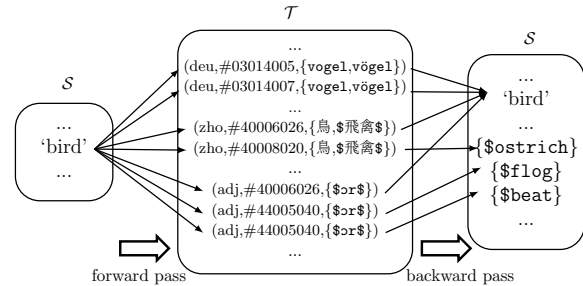 𝒯
...
(deu,#03014005,{vogel,vögel})
(deu,#03014007,{vogel,vögel})
...
(zho,#40006026,{鳥,$飛禽$})
(zho,#40008020,{鳥,$飛禽$})
...
(adj,#40006026,{$ɔr$})
(adj,#44005040,{$ɔr$})
(adj,#44005040,{$ɔr$})
...
𝒮
...
‘bird’
...
𝒮
...
‘bird’
...
{$ostrich}
{$flog}
{$beat}
...
forward pass
backward pass